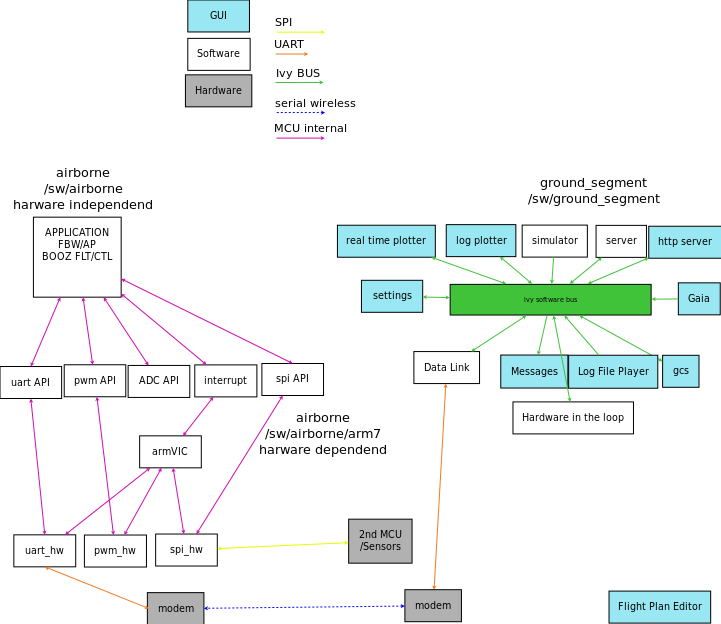 GUI
Software
Hardware
SPI
UART
Ivy BUS
serial wireless
MCU internal
airborne
/sw/airborne
harware independend
APPLICATION
FBW/AP
BOOZ FLT/CTL
uart API
pwm API
ADC API
interrupt
spi API
airborne
/sw/airborne/arm7
harware dependend
armVIC
uart_hw
pwm_hw
spi_hw
2nd MCU
/Sensors
modem
modem
ground_segment
/sw/ground_segment
real time plotter
log plotter
simulator
server
http server
settings
Ivy software bus
Gaia
Data Link
Messages
Log File Player
gcs
Hardware in the loop
Flight Plan Editor